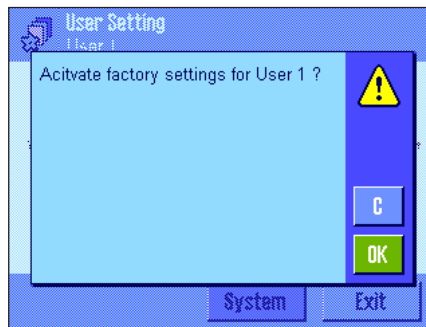 User Setting
User 1
Acitvate factory settings for User 1 ?
C
OK
System
Exit